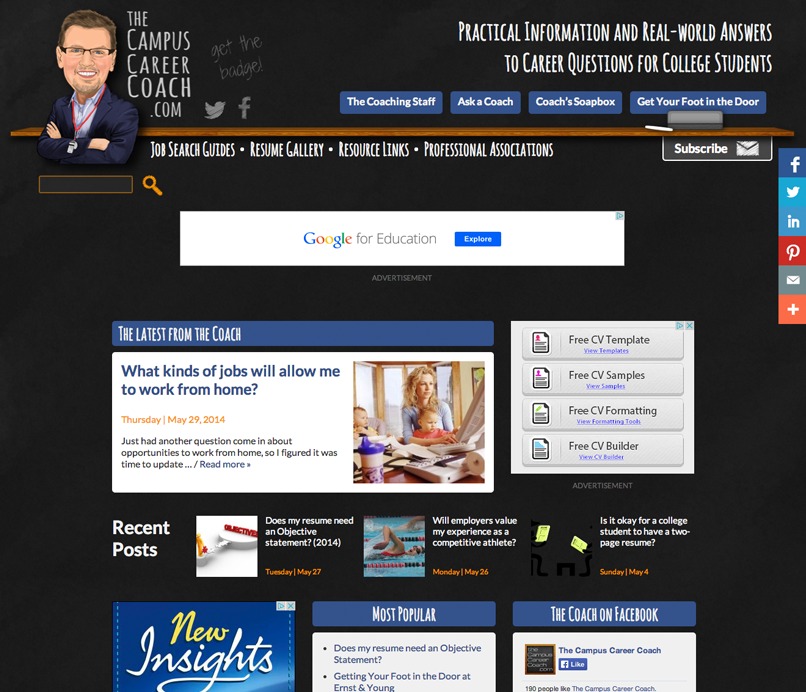 THE
CAMPUS
CAREER
COACH
.COM
get the
badge!
PRACTICAL INFORMATION AND REAL-WORLD ANSWERS
TO CAREER QUESTIONS FOR COLLEGE STUDENTS
The Coaching Staff
Ask a Coach
Coach's Soapbox
Get Your Foot in the Door
JOB SEARCH GUIDES • RESUME GALLERY • RESOURCE LINKS • PROFESSIONAL ASSOCIATIONS
Subscribe
Google for Education
Explore
ADVERTISEMENT
THE LATEST FROM THE COACH
What kinds of jobs will allow me
to work from home?
Thursday | May 29, 2014
Just had another question come in about
opportunities to work from home, so I figured it was
time to update ... / Read more »
Free CV Template
View Templates
Free CV Samples
View Samples
Free CV Formatting
View Formatting Tools
Free CV Builder
View CV Builder
ADVERTISEMENT
Recent
Posts
OBJECTIVES
Does my resume need
an Objective
statement? (2014)
Tuesday | May 27
Will employers value
my experience as a
competitive athlete?
Monday | May 26
Is it okay for a college
student to have a two-
page resume?
Sunday | May 4
New
Insights
MOST POPULAR
• Does my resume need an Objective
Statement?
• Getting Your Foot in the Door at
Ernst & Young
THE COACH ON FACEBOOK
the
Campus
Career
Coach
.com
The Campus Career Coach
Like
190 people like The Campus Career Coach.